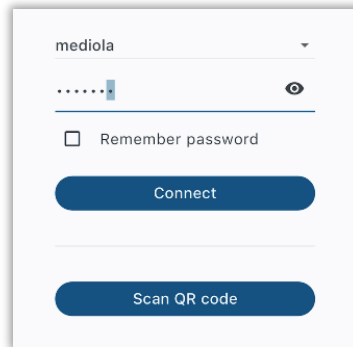 mediola
•••••••
Remember password
Connect
Scan QR code